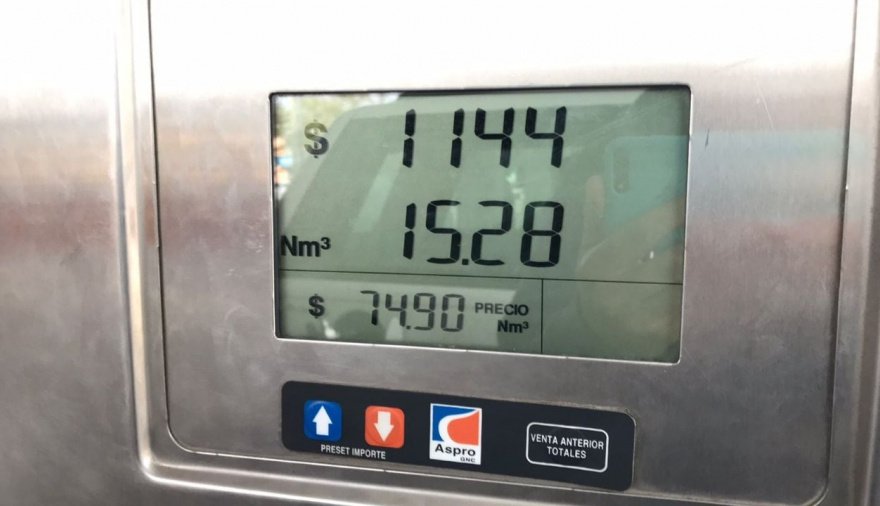 $ 1144
Nm³ 15.28
$ 74.90 PRECIO Nm³
PRESET IMPORTE
Aspro
GNC
VENTA ANTERIOR
TOTALES